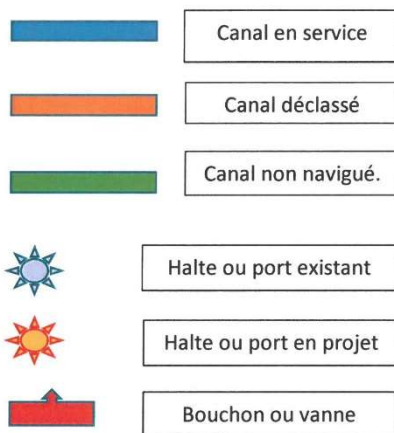 Canal en service
Canal déclassé
Canal non navigué.
Halte ou port existant
Halte ou port en projet
Bouchon ou vanne